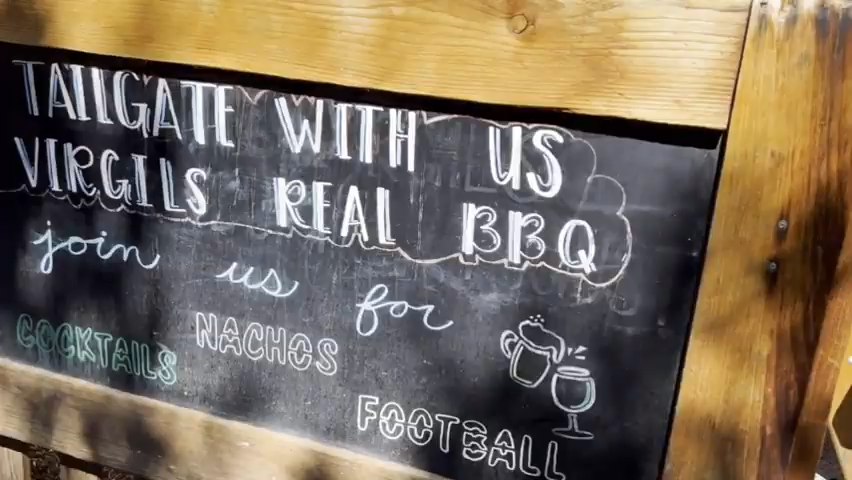 TAILGATE WITH US
VIRGILS REAL BBQ
join us for
COCKTAILS NACHOS
FOOTBALL